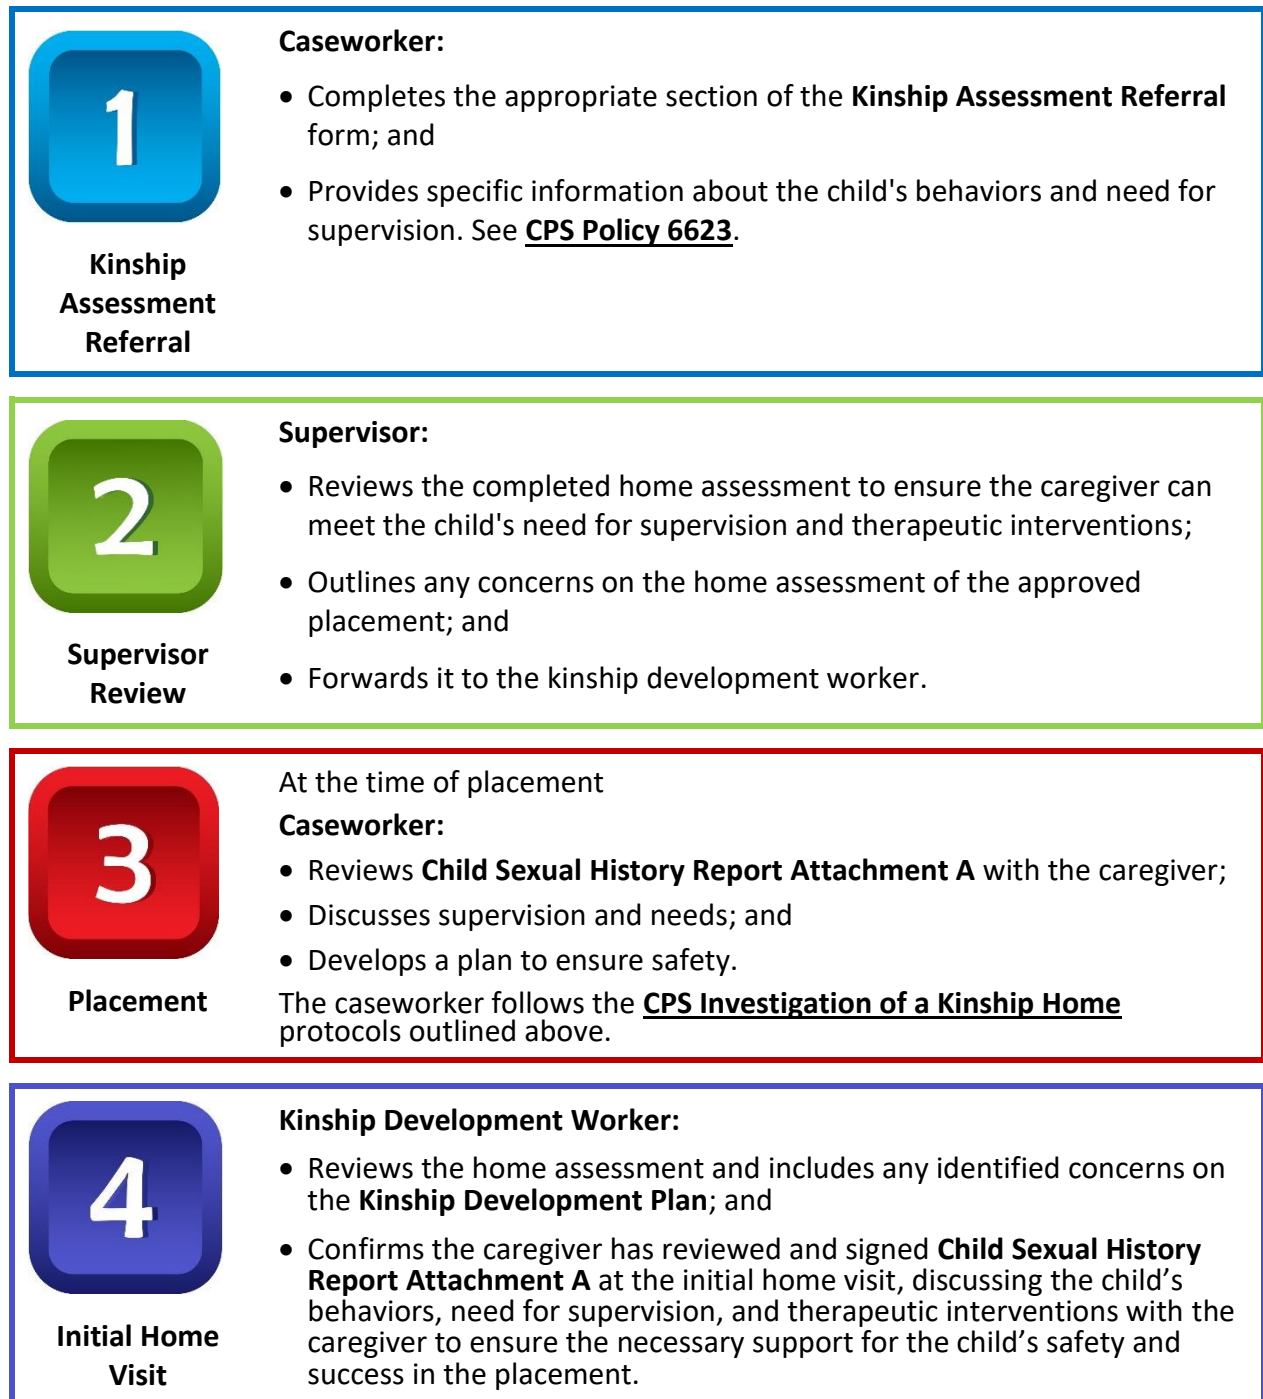 1
Kinship
Assessment
Referral
Caseworker:
• Completes the appropriate section of the Kinship Assessment Referral
form; and
• Provides specific information about the child's behaviors and need for
supervision. See CPS Policy 6623.
2
Supervisor
Review
Supervisor:
• Reviews the completed home assessment to ensure the caregiver can
meet the child's need for supervision and therapeutic interventions;
• Outlines any concerns on the home assessment of the approved
placement; and
• Forwards it to the kinship development worker.
3
Placement
At the time of placement
Caseworker:
• Reviews Child Sexual History Report Attachment A with the caregiver;
• Discusses supervision and needs; and
• Develops a plan to ensure safety.
The caseworker follows the CPS Investigation of a Kinship Home
protocols outlined above.
4
Initial Home
Visit
Kinship Development Worker:
• Reviews the home assessment and includes any identified concerns on
the Kinship Development Plan; and
• Confirms the caregiver has reviewed and signed Child Sexual History
Report Attachment A at the initial home visit, discussing the child’s
behaviors, need for supervision, and therapeutic interventions with the
caregiver to ensure the necessary support for the child’s safety and
success in the placement.